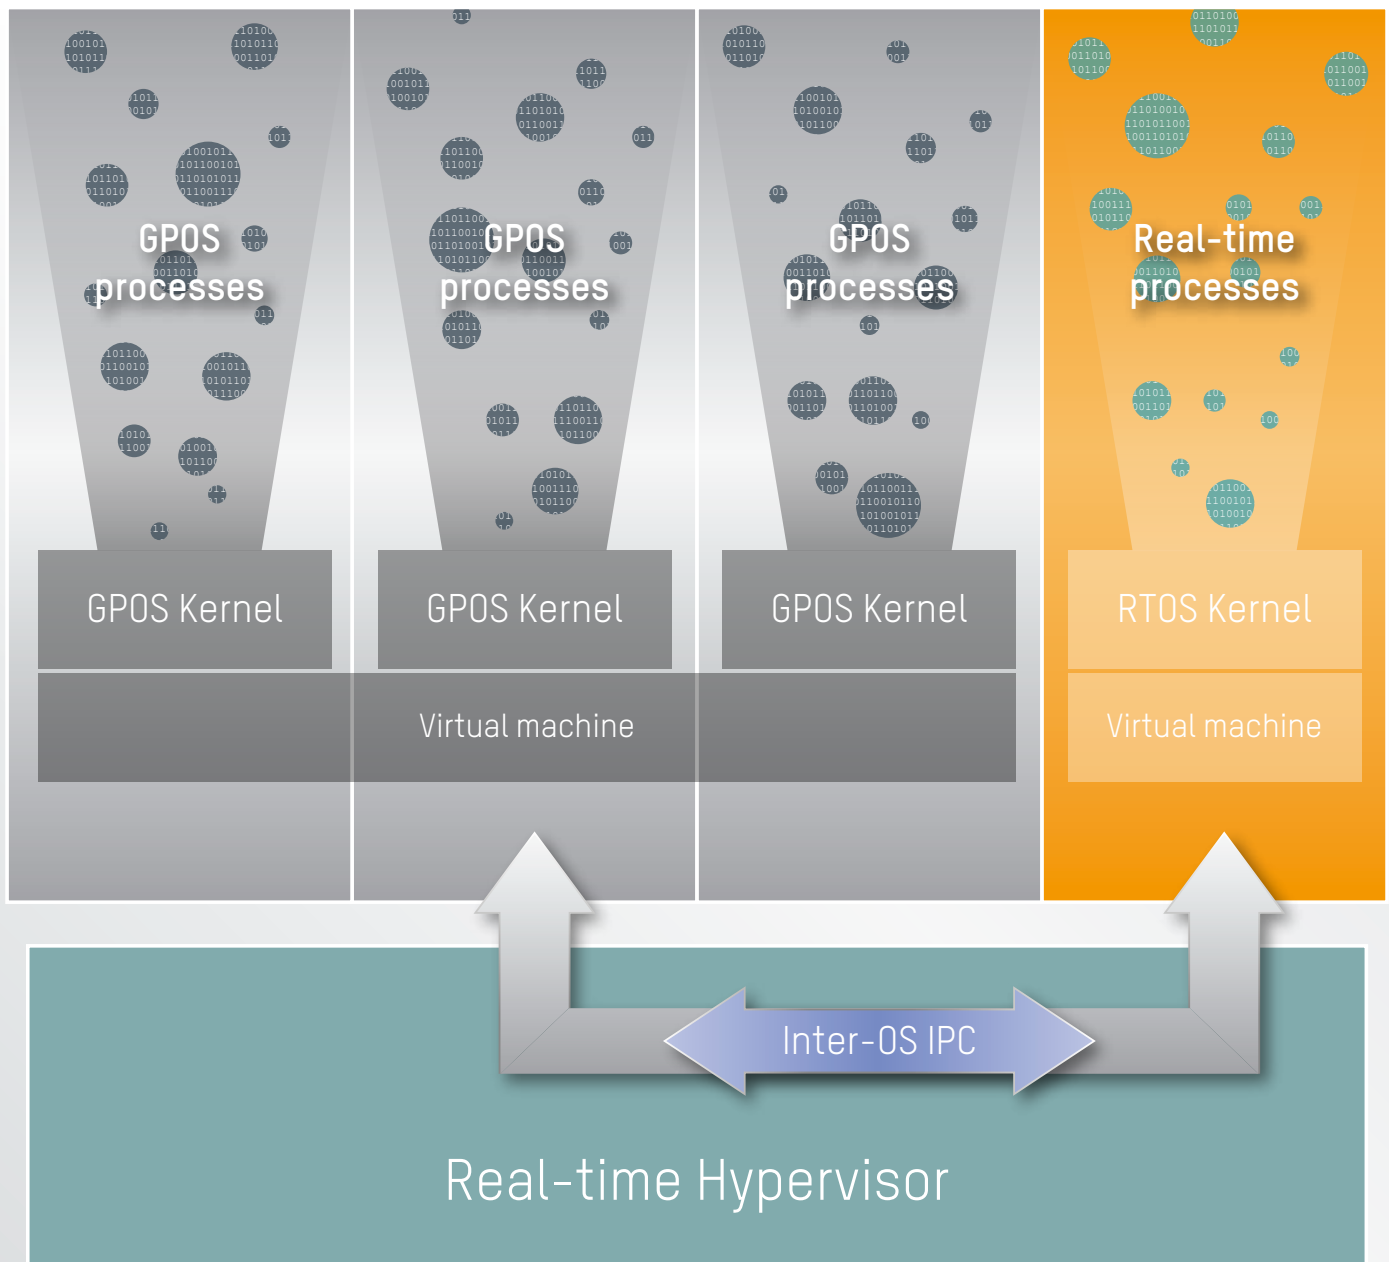 GPOS
processes
GPOS
processes
GPOS
processes
Real-time
processes
GPOS Kernel
GPOS Kernel
GPOS Kernel
RTOS Kernel
Virtual machine
Virtual machine
Inter-OS IPC
Real-time Hypervisor